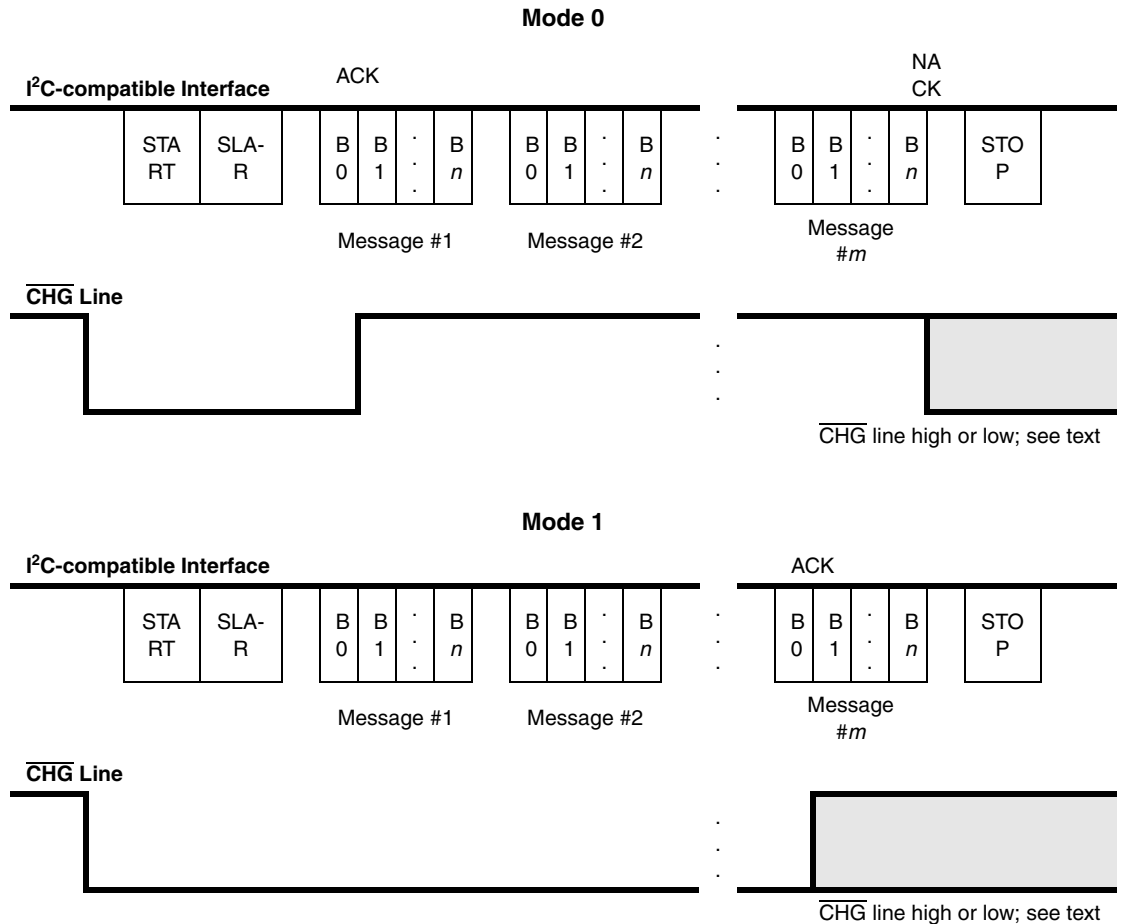 Mode 0
I²C-compatible Interface
ACK
NA
CK
STA
RT
SLA-
R
B
0
B
1
.
.
.
B
n
B
0
B
1
.
.
.
B
n
.
.
.
B
0
B
1
.
.
.
B
n
STO
P
Message #1
Message #2
Message
#m
CHG Line
.
.
.
CHG line high or low; see text
Mode 1
I²C-compatible Interface
ACK
STA
RT
SLA-
R
B
0
B
1
.
.
.
B
n
B
0
B
1
.
.
.
B
n
.
.
.
B
0
B
1
.
.
.
B
n
STO
P
Message #1
Message #2
Message
#m
CHG Line
.
.
.
CHG line high or low; see text